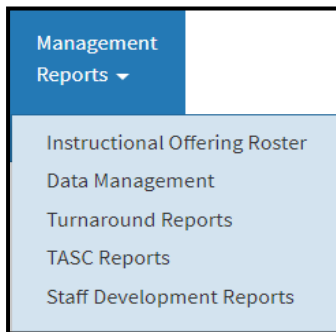 Management
Reports
Instructional Offering Roster
Data Management
Turnaround Reports
TASC Reports
Staff Development Reports